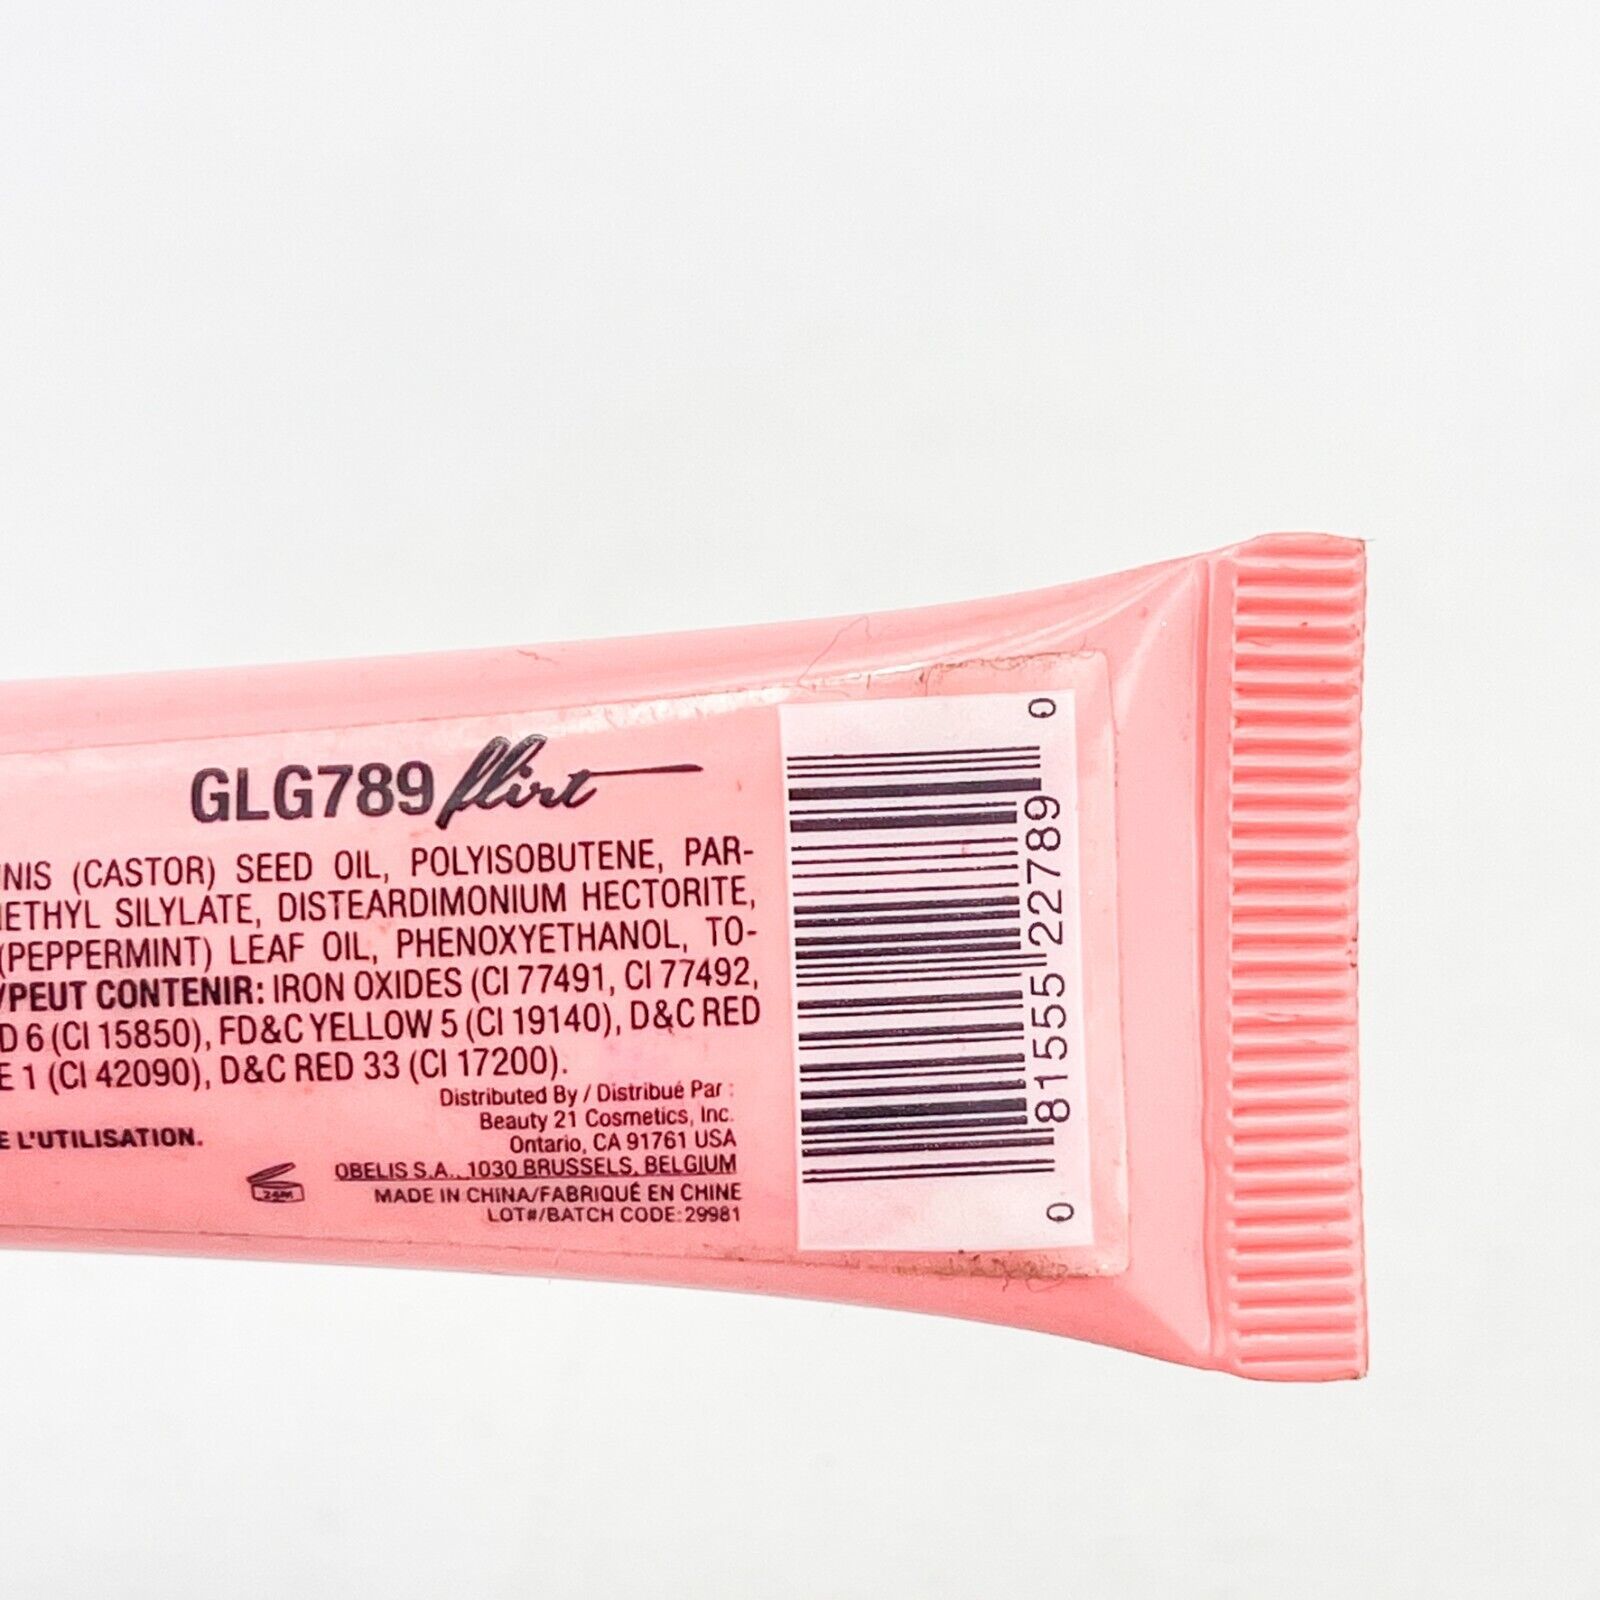 GLG789 flirt
NIS (CASTOR) SEED OIL, POLYISOBUTENE, PAR-
METHYL SILYLATE, DISTEARDIMONIUM HECTORITE,
(PEPPERMINT) LEAF OIL, PHENOXYETHANOL, TO-
/PEUT CONTENIR: IRON OXIDES (CI 77491, CI 77492,
D 6 (CI 15850), FD&C YELLOW 5 (CI 19140), D&C RED
E 1 (CI 42090), D&C RED 33 (CI 17200).
Distributed By / Distribué Par :
Beauty 21 Cosmetics, Inc.
Ontario, CA 91761 USA
E L'UTILISATION.
OBELIS S.A., 1030 BRUSSELS, BELGIUM
24M
MADE IN CHINA/FABRIQUÉ EN CHINE
LOT#/BATCH CODE:29981
0 81555 22789 0